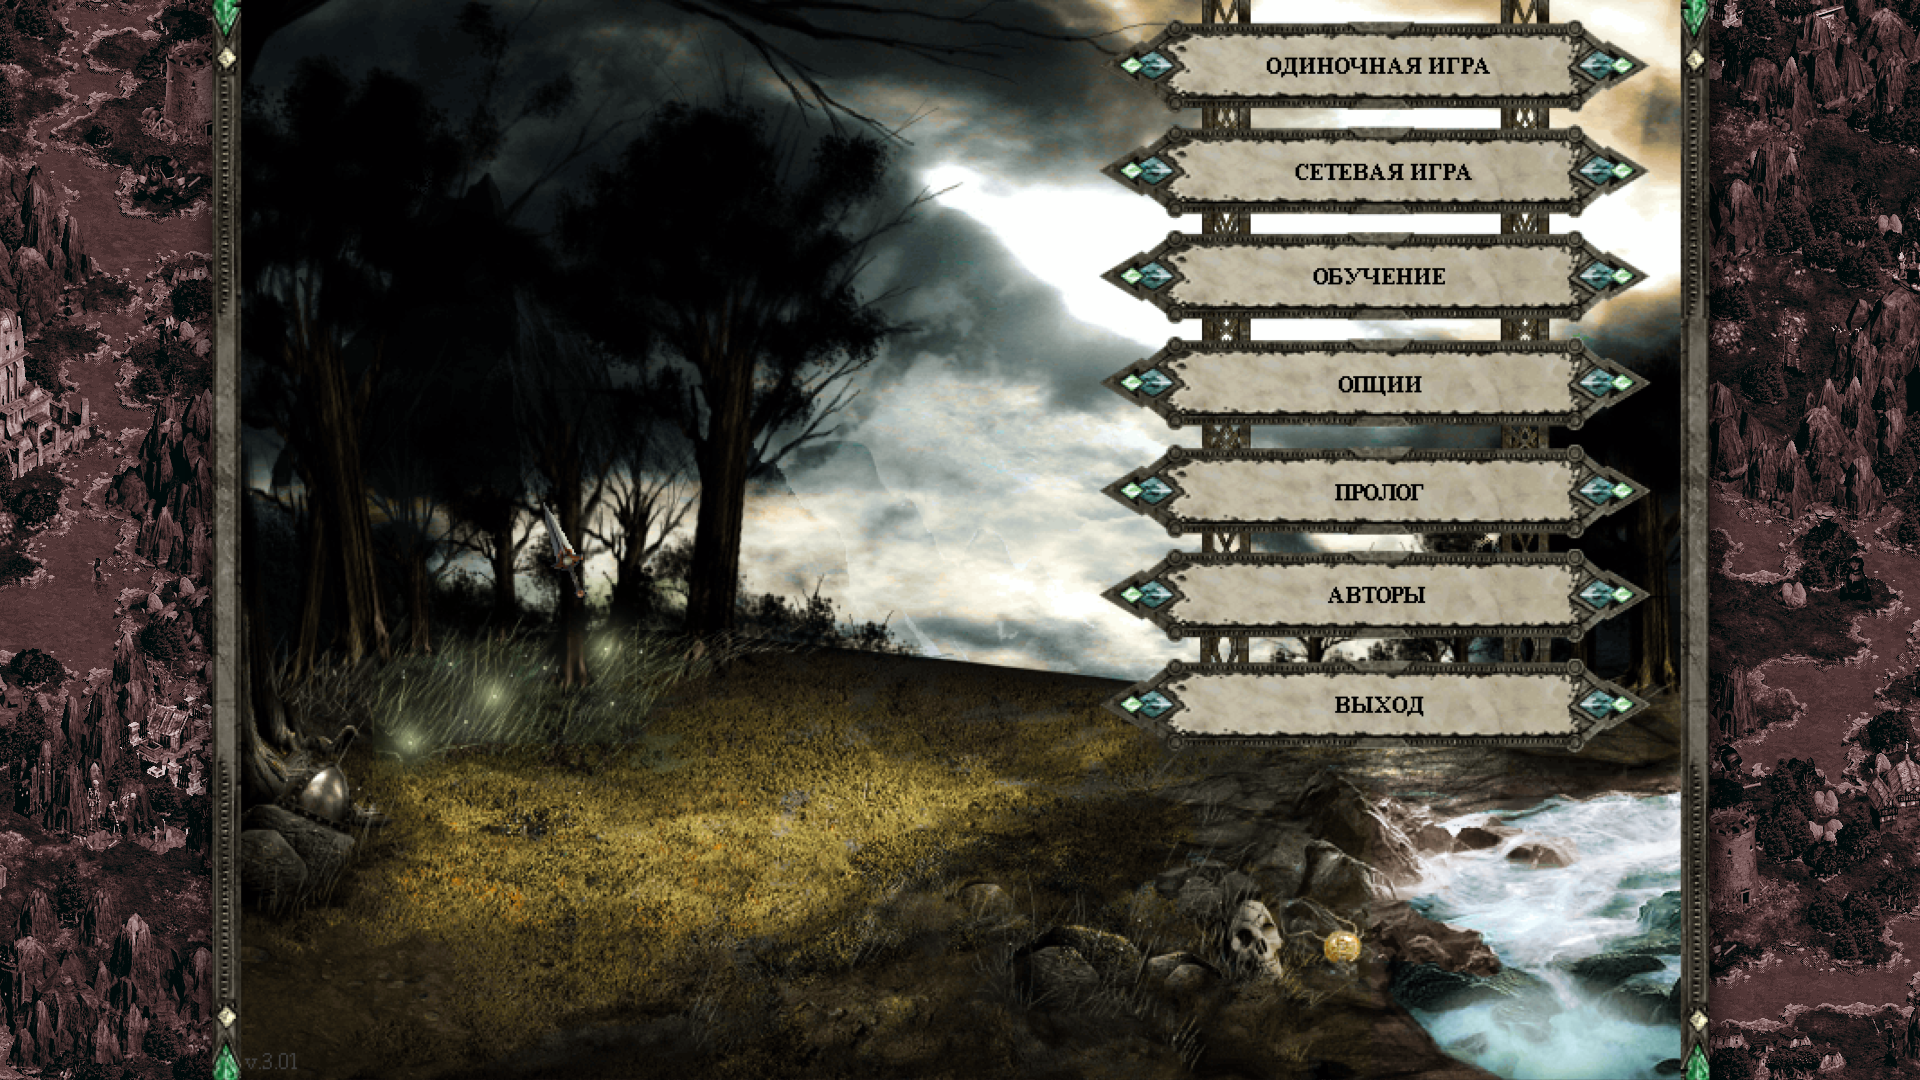 ОДИНОЧНАЯ ИГРА
СЕТЕВАЯ ИГРА
ОБУЧЕНИЕ
ОПЦИИ
ПРОЛОГ
АВТОРЫ
ВЫХОД
v.3.01